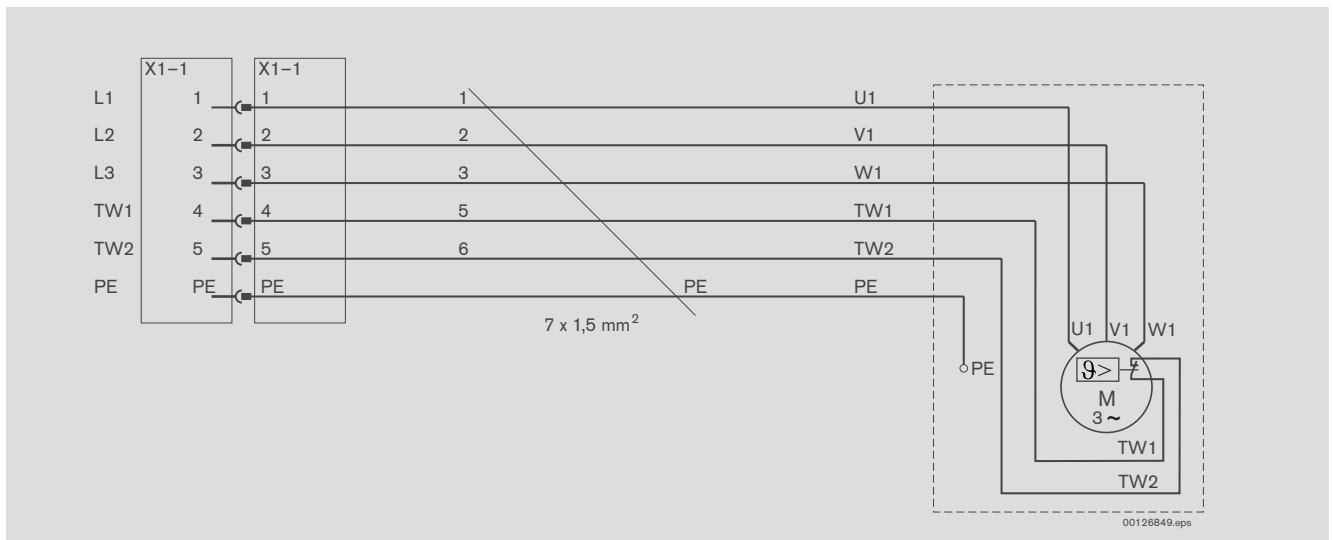 X1–1 X1–1
L1 1 1 1 U1
L2 2 2 2 V1
L3 3 3 3 W1
TW1 4 4 5 TW1
TW2 5 5 6 TW2
PE PE PE PE PE
7 x 1,5 mm²
U1 V1 W1
PE ϑ>
M
3 ~
TW1
TW2
00126849.eps